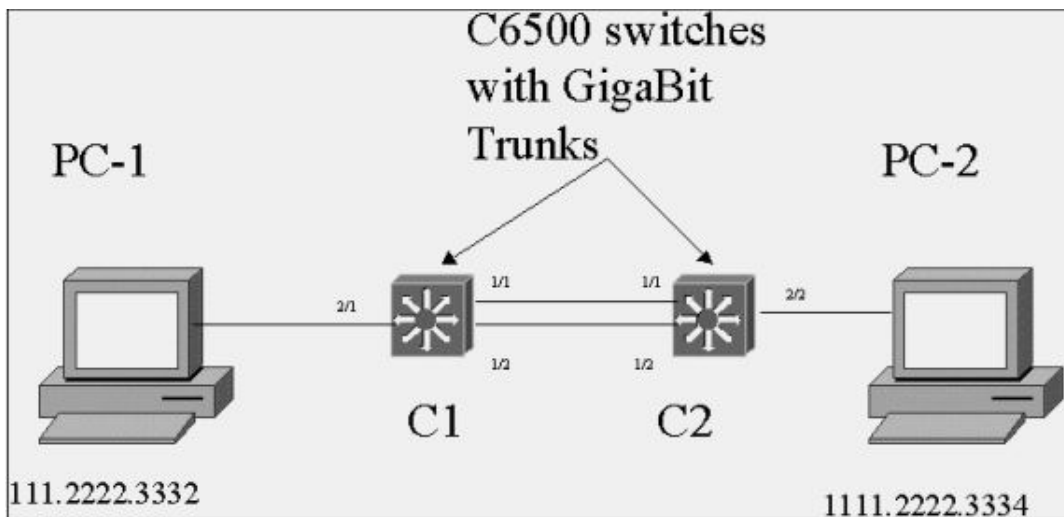 C6500 switches
with GigaBit
Trunks
PC-1
PC-2
2/1
1/1
1/1
2/2
1/2
1/2
C1
C2
111.2222.3332
1111.2222.3334